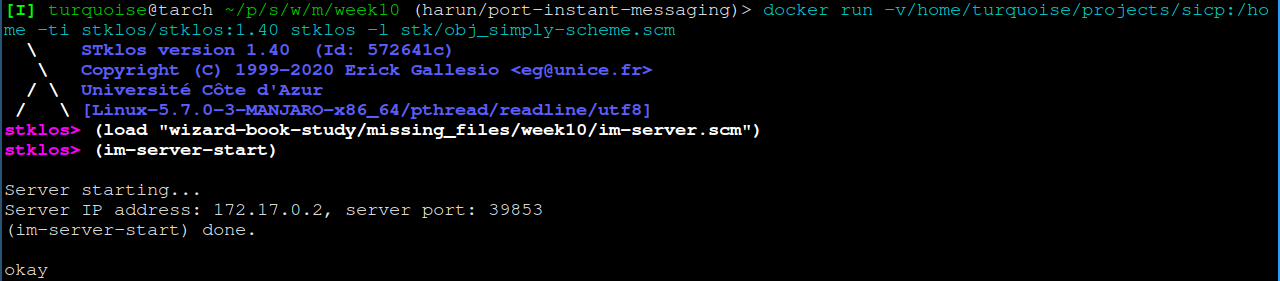 [I] turquoise@tarch ~/p/s/w/m/week10 (harun/port-instant-messaging)> docker run -v/home/turquoise/projects/sicp:/ho
me -ti stklos/stklos:1.40 stklos -l stk/obj_simply-scheme.scm
  \    STklos version 1.40  (Id: 572641c)
   \   Copyright (C) 1999-2020 Erick Gallesio <eg@unice.fr>
  / \  Université Côte d'Azur
 /   \ [Linux-5.7.0-3-MANJARO-x86_64/pthread/readline/utf8]
stklos> (load "wizard-book-study/missing_files/week10/im-server.scm")
stklos> (im-server-start)
Server starting...
Server IP address: 172.17.0.2, server port: 39853
(im-server-start) done.
okay